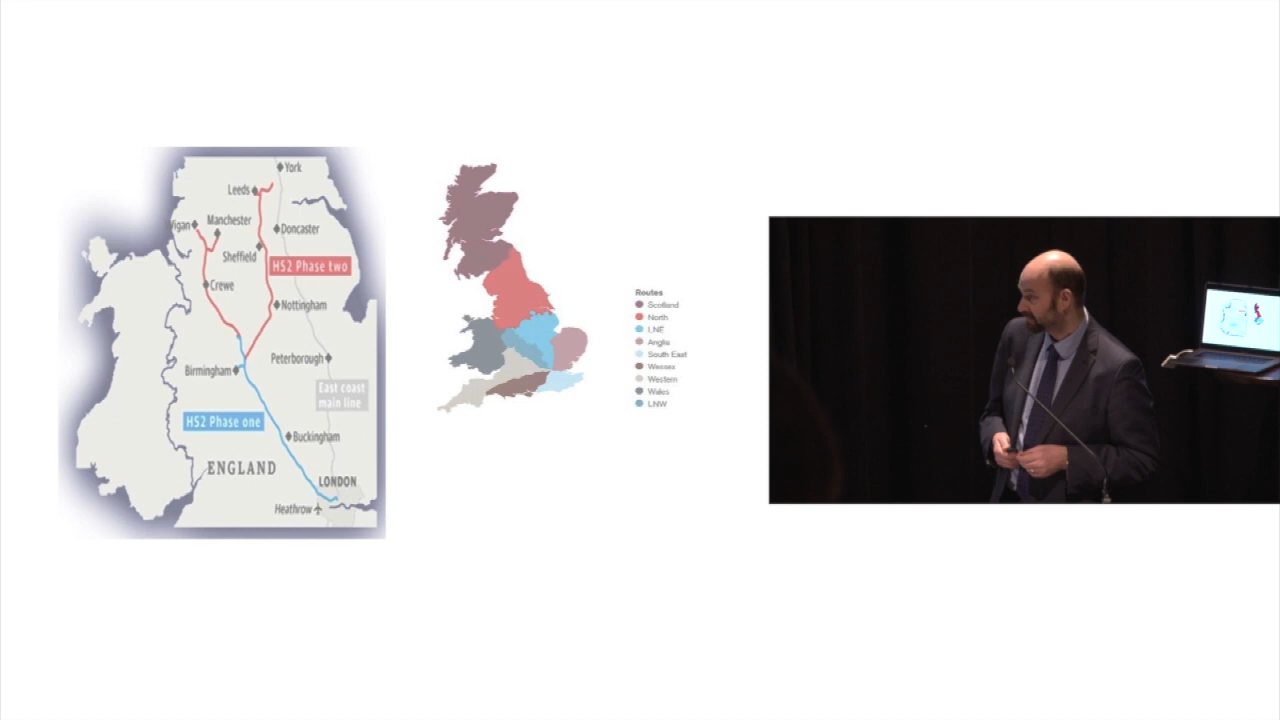 York
Leeds
Wigan
Manchester
Doncaster
Sheffield
HS2 Phase two
Crewe
Nottingham
Peterborough
Birmingham
East coast
main line
HS2 Phase one
Buckingham
ENGLAND
LONDON
Heathrow
Routes
Scotland
North
LNE
Anglia
South East
Wessex
Western
Wales
LNW